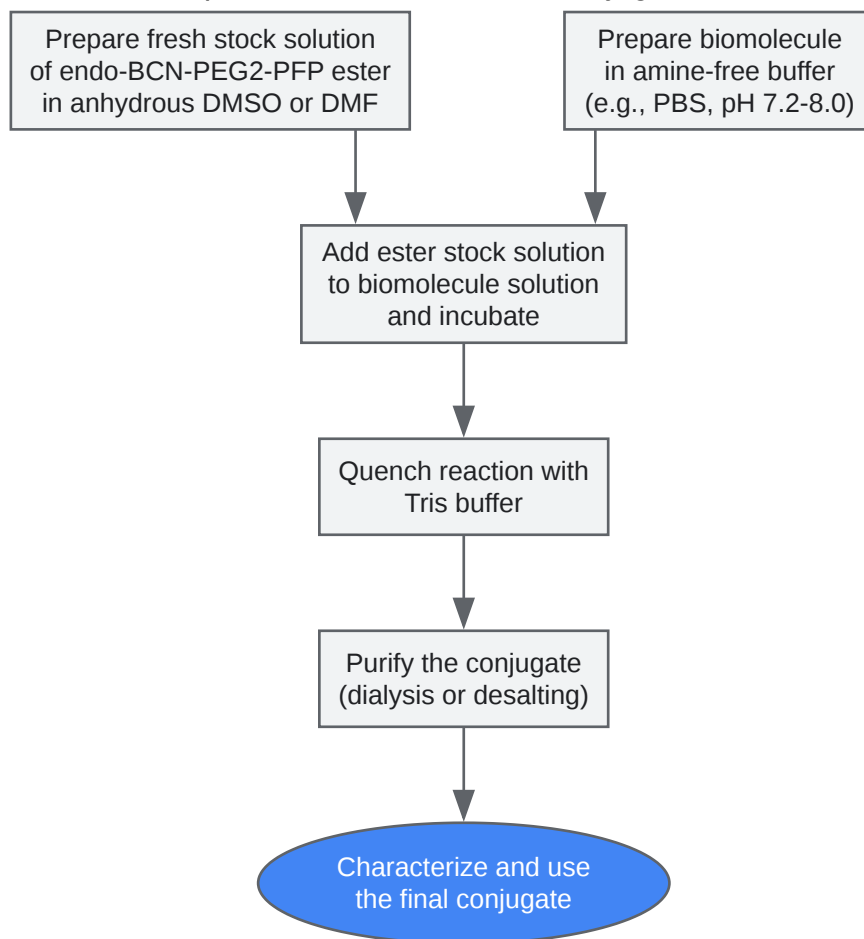 Prepare fresh stock solution
of endo-BCN-PEG2-PFP ester
in anhydrous DMSO or DMF
Prepare biomolecule
in amine-free buffer
(e.g., PBS, pH 7.2-8.0)
Add ester stock solution
to biomolecule solution
and incubate
Quench reaction with
Tris buffer
Purify the conjugate
(dialysis or desalting)
Characterize and use
the final conjugate